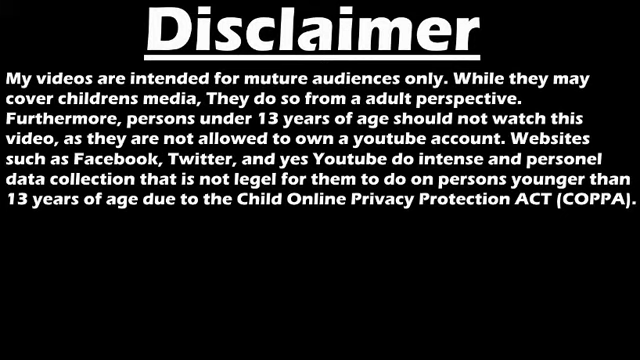 Disclaimer
My videos are intended for muture audiences only. While they may
cover childrens media, They do so from a adult perspective.
Furthermore, persons under 13 years of age should not watch this
video, as they are not allowed to own a youtube account. Websites
such as Facebook, Twitter, and yes Youtube do intense and personel
data collection that is not legel for them to do on persons younger than
13 years of age due to the Child Online Privacy Protection ACT (COPPA).